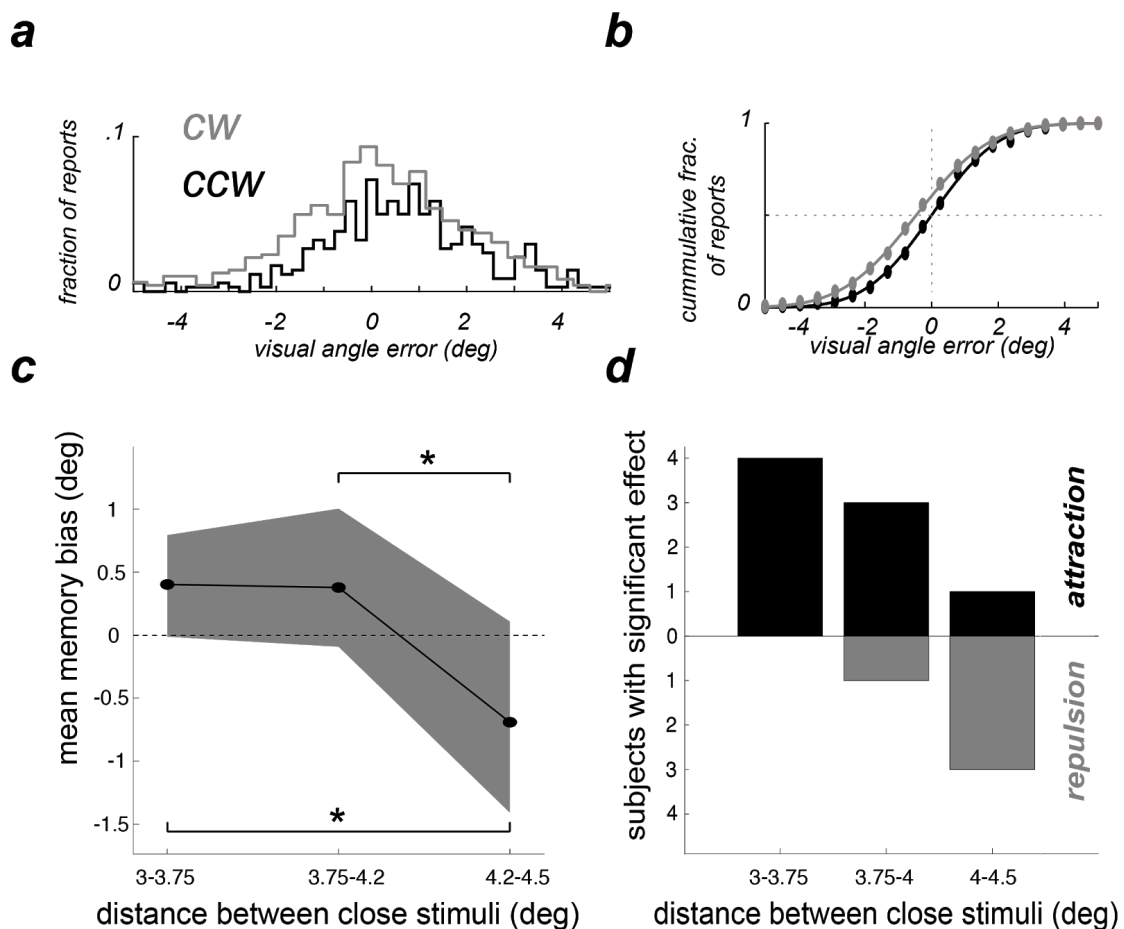 a
CW
CCW
fraction of reports
.1
0
-4
-2
0
2
4
visual angle error (deg)
b
cummulative frac.
of reports
1
0
-4
-2
0
2
4
visual angle error (deg)
c
mean memory bias (deg)
1
0.5
0
-0.5
-1
-1.5
*
*
3-3.75
3.75-4.2
4.2-4.5
distance between close stimuli (deg)
d
subjects with significant effect
4
3
2
1
0
1
2
3
4
attraction
repulsion
3-3.75
3.75-4
4-4.5
distance between close stimuli (deg)